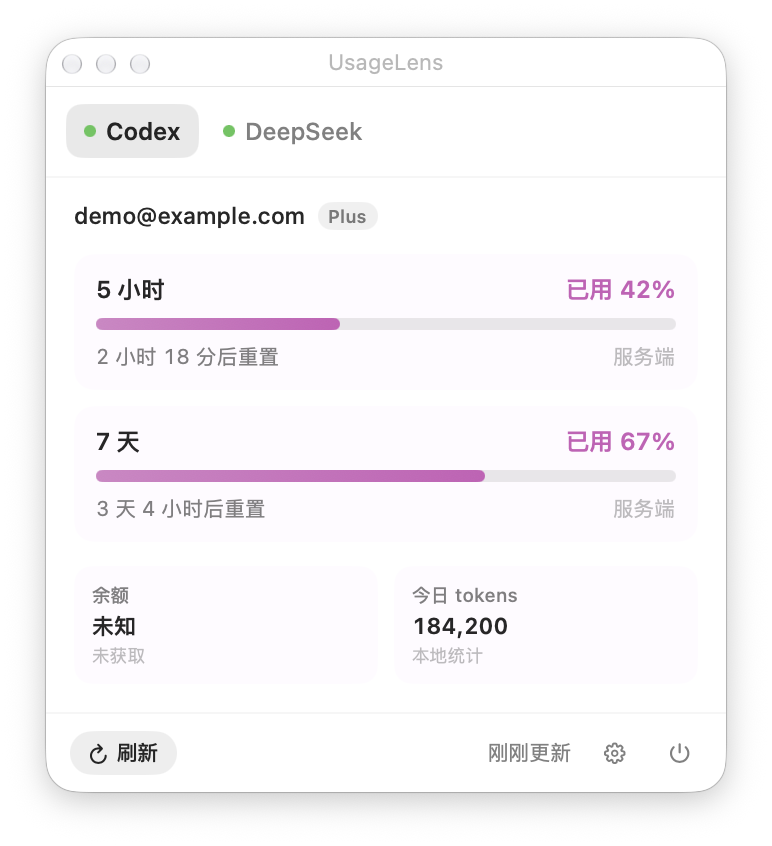 UsageLens
Codex
DeepSeek
demo@example.com Plus
5 小时 已用 42%
2 小时 18 分后重置 服务端
7 天 已用 67%
3 天 4 小时后重置 服务端
余额
未知
未获取
今日 tokens
184,200
本地统计
刷新 刚刚更新